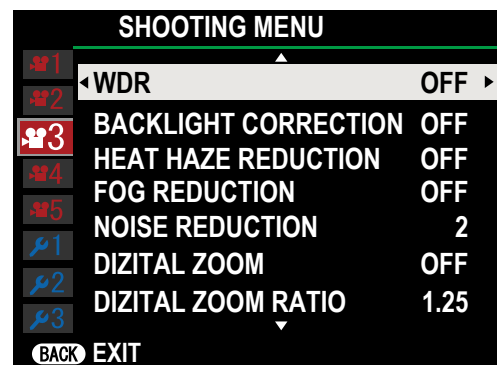 SHOOTING MENU
1
2
3
4
5
1
2
3
WDR OFF
BACKLIGHT CORRECTION OFF
HEAT HAZE REDUCTION OFF
FOG REDUCTION OFF
NOISE REDUCTION 2
DIZITAL ZOOM OFF
DIZITAL ZOOM RATIO 1.25
BACK EXIT